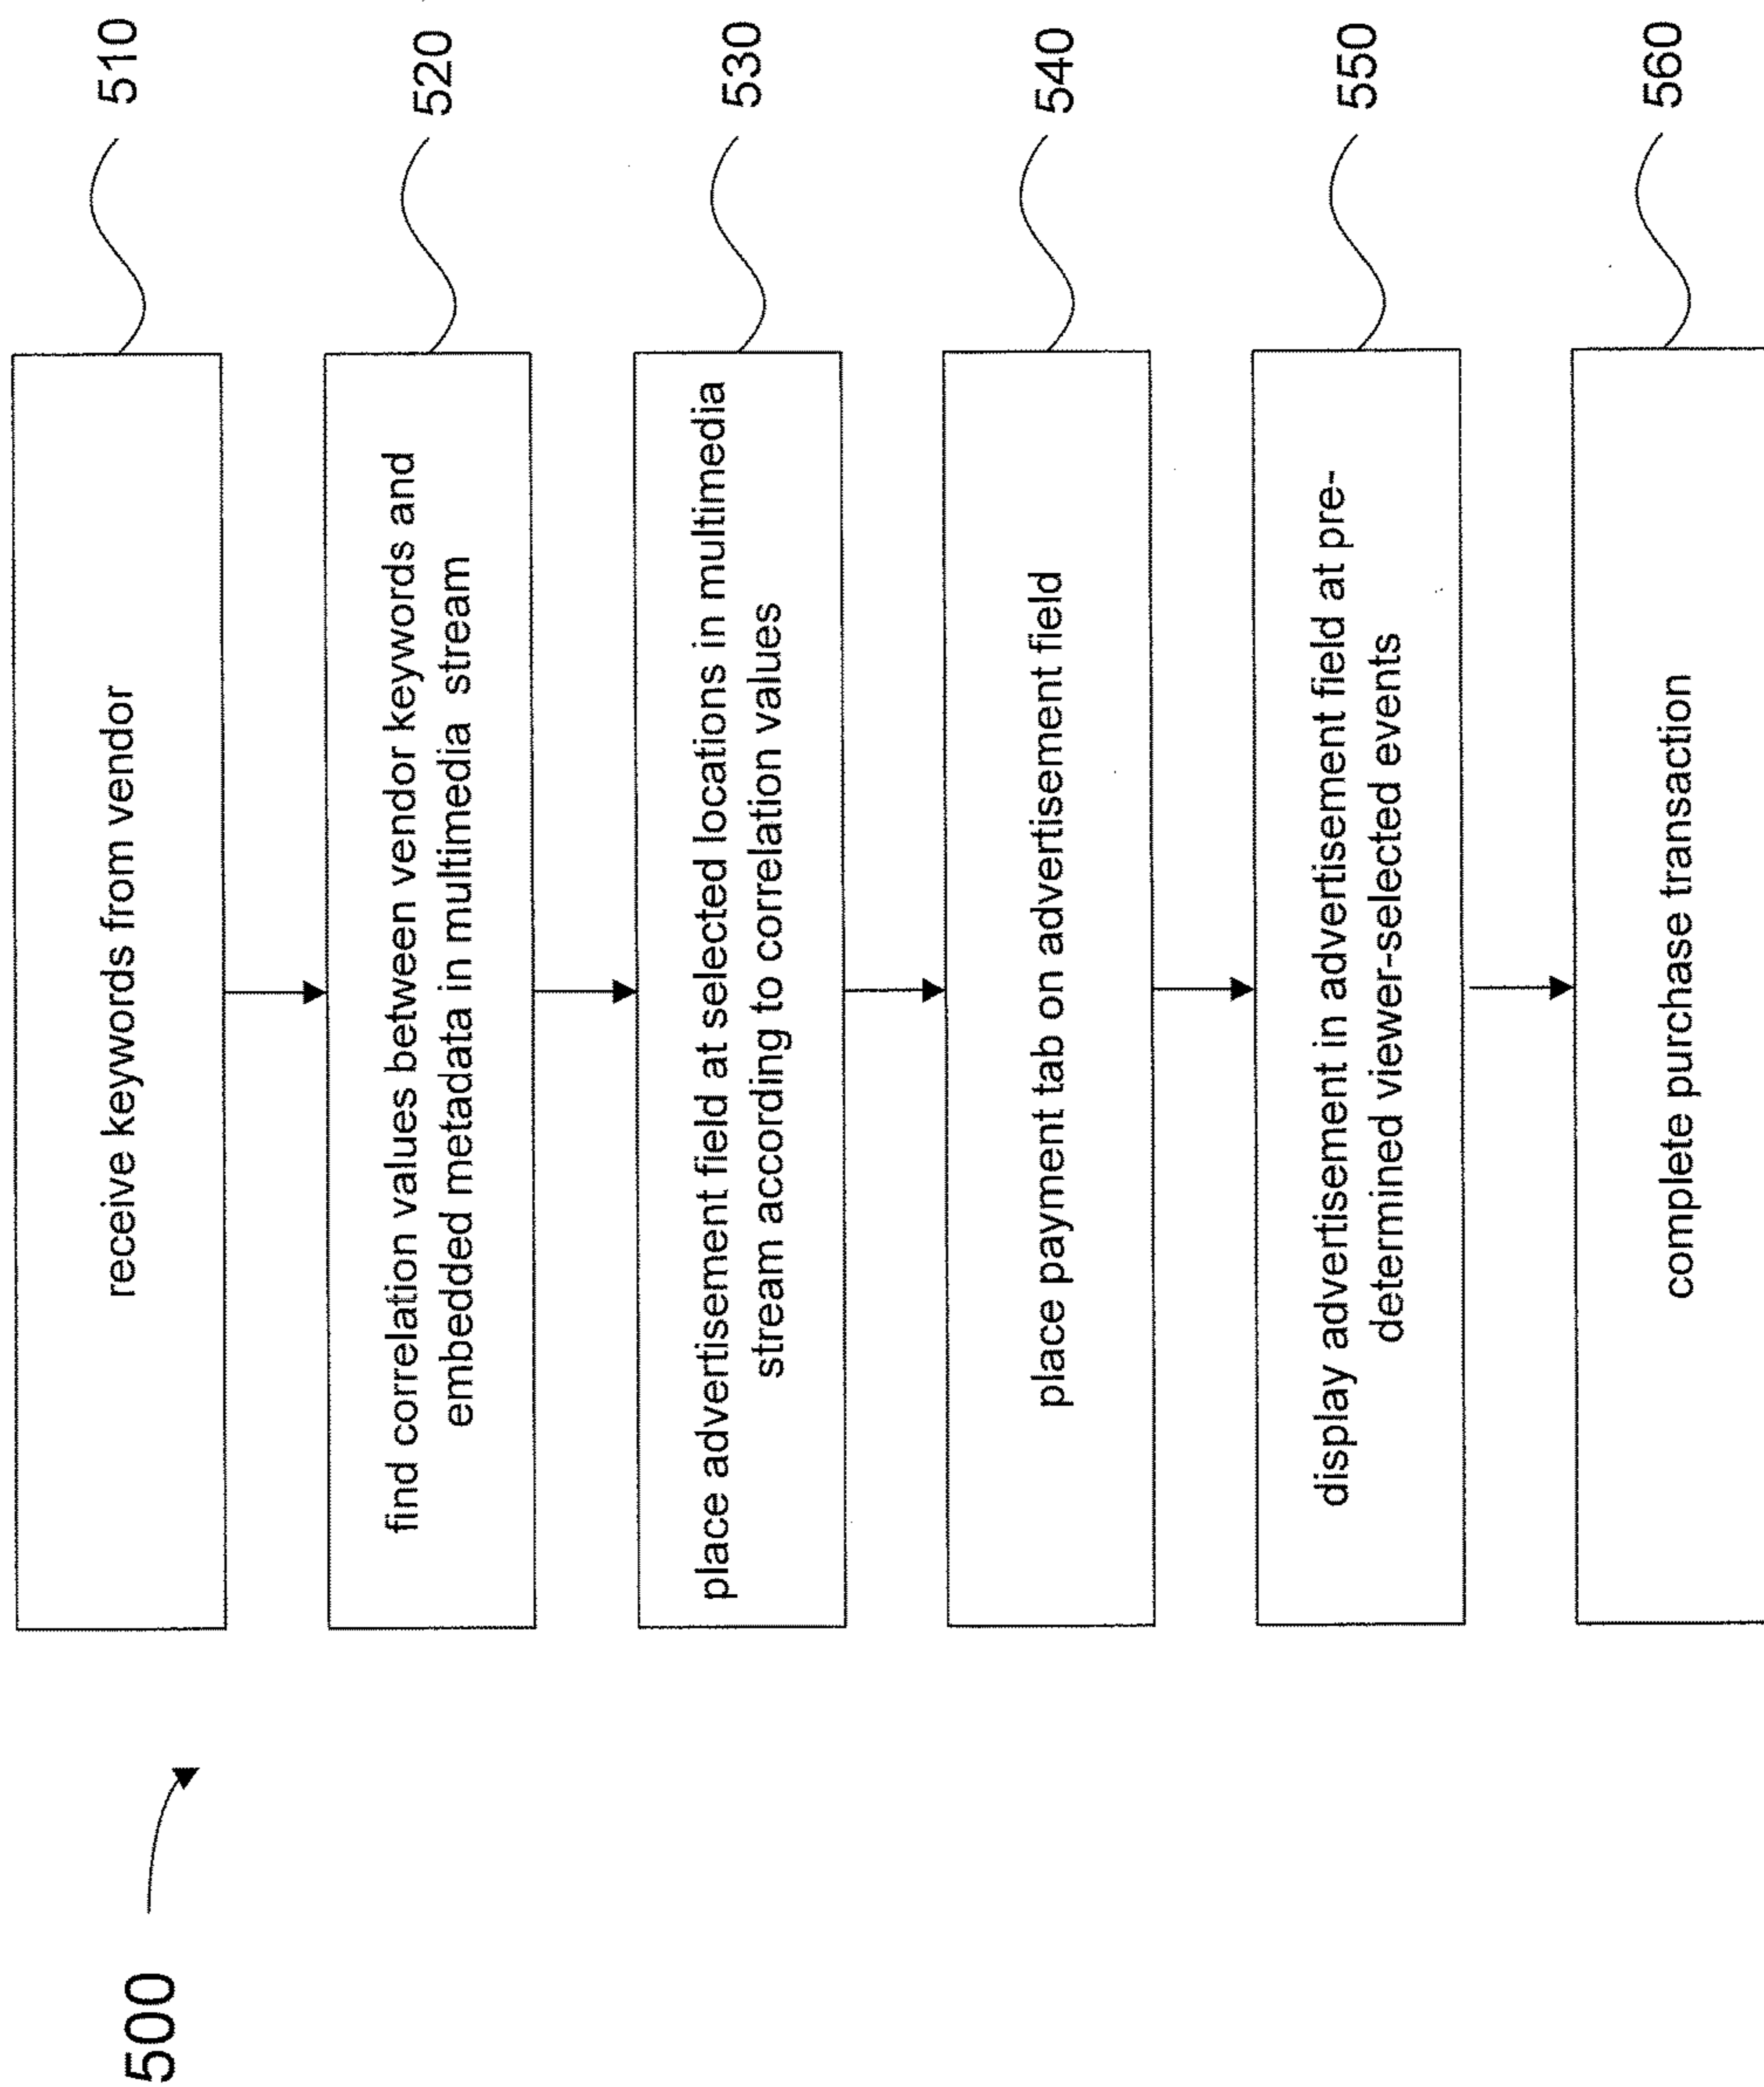 500
receive keywords from vendor
510
find correlation values between vendor keywords and
embedded metadata in multimedia stream
520
place advertisement field at selected locations in multimedia
stream according to correlation values
530
place payment tab on advertisement field
540
display advertisement in advertisement field at pre-
determined viewer-selected events
550
complete purchase transaction
560